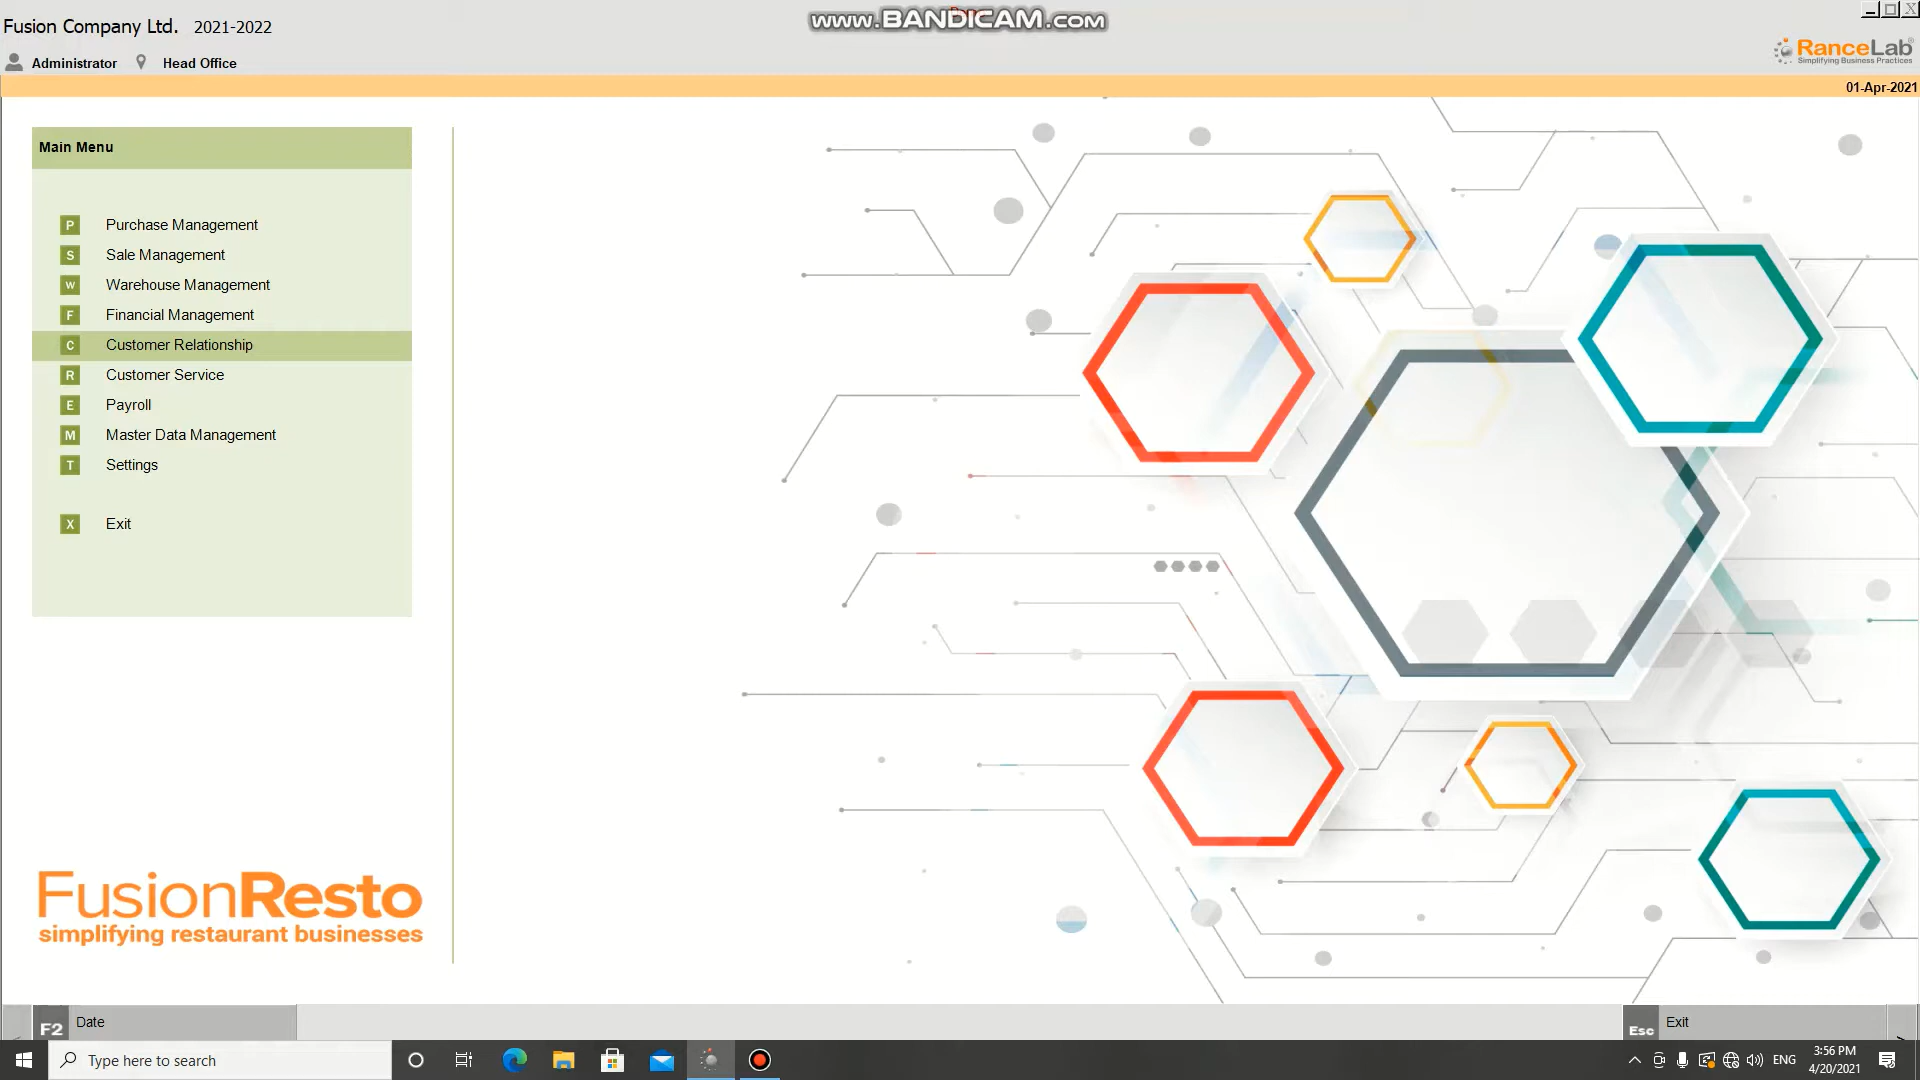 www.BANDICAM.com
Fusion Company Ltd. 2021-2022
Administrator Head Office
RanceLab®
Simplifying Business Practices
01-Apr-2021
Main Menu
P Purchase Management
S Sale Management
W Warehouse Management
F Financial Management
C Customer Relationship
R Customer Service
E Payroll
M Master Data Management
T Settings
X Exit
FusionResto
simplifying restaurant businesses
F2 Date
Esc Exit
Type here to search
ENG
3:56 PM
4/20/2021